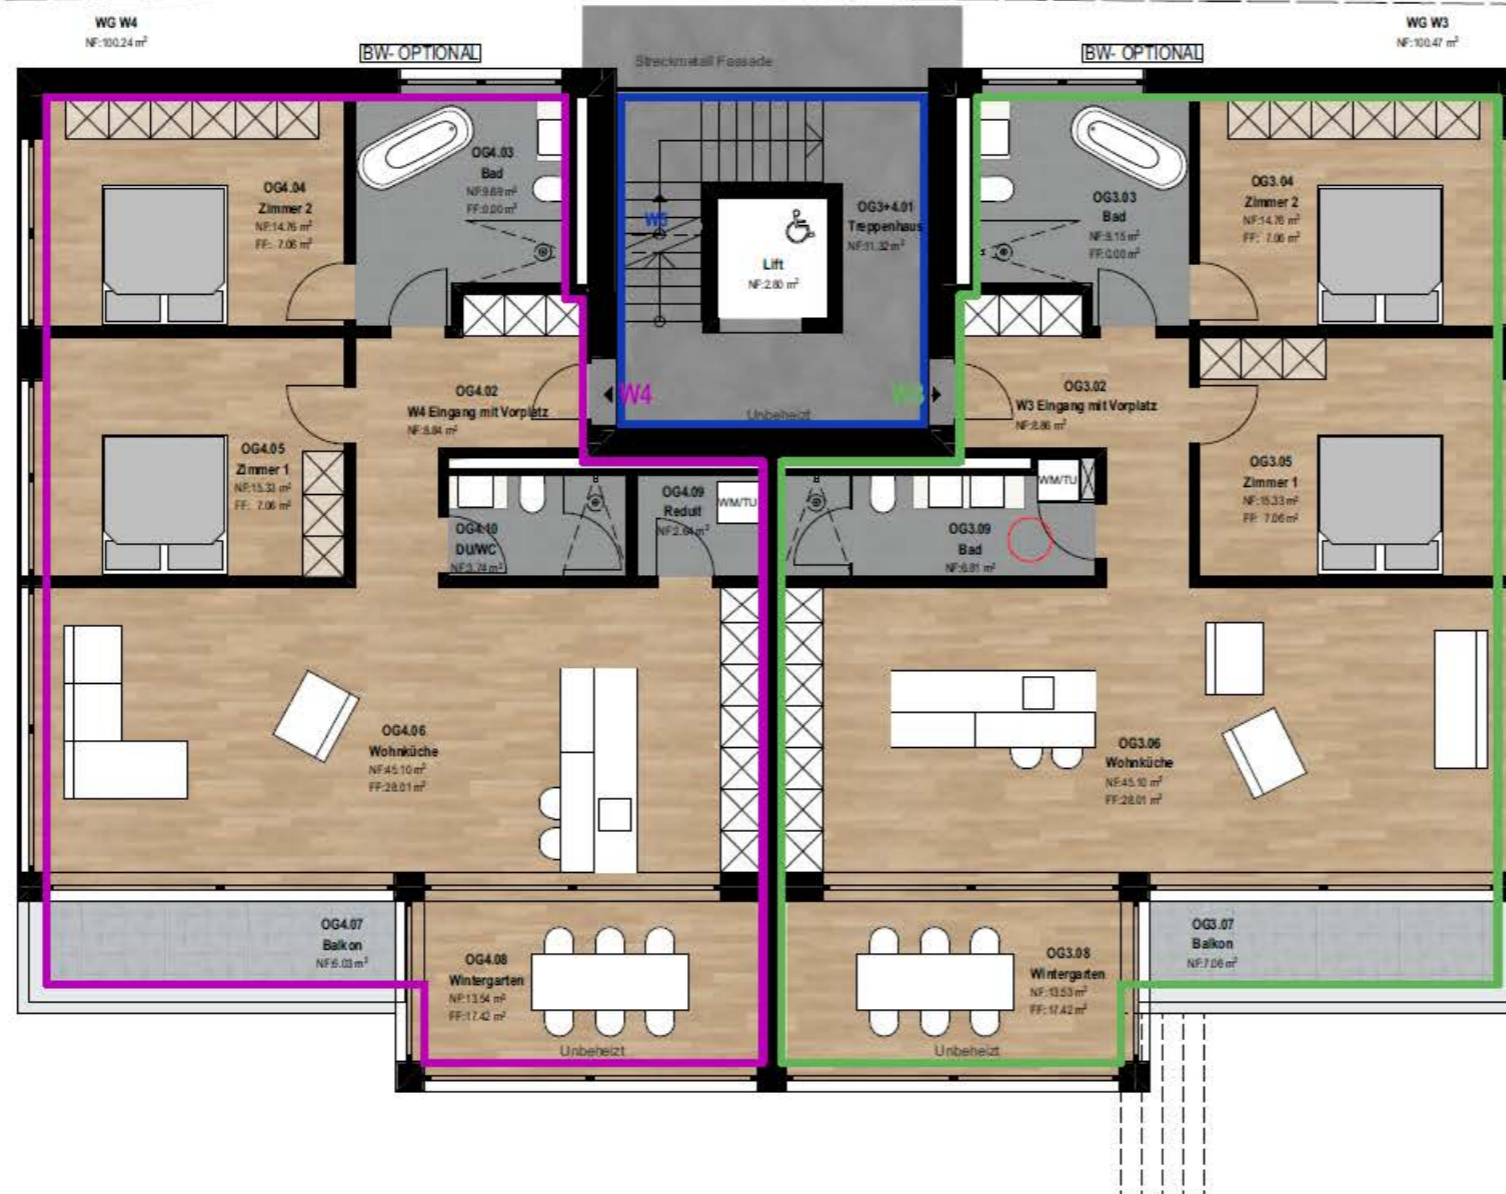 WG W4
NF:100.24 m²
WG W3
NF:100.47 m²
BW- OPTIONAL
BW- OPTIONAL
Streckmetall Fassade
OG4.04
Zimmer 2
NF:14.76 m²
FF: 7.06 m²
OG4.03
Bad
NF:9.69 m²
FF:0.00 m²
W5
Lift
NF:2.80 m²
OG3+4.01
Treppenhaus
NF:11.32 m²
OG3.03
Bad
NF:9.15 m²
FF:0.00 m²
OG3.04
Zimmer 2
NF:14.76 m²
FF: 7.06 m²
OG4.02
W4 Eingang mit Vorplatz
NF:8.84 m²
W4
W3
Unbeheizt
OG3.02
W3 Eingang mit Vorplatz
NF:8.86 m²
OG4.05
Zimmer 1
NF:15.33 m²
FF: 7.06 m²
OG4.10
DU/WC
NF:3.74 m²
OG4.09
Reduit
NF:2.64 m²
WM/TU
OG3.09
Bad
NF:6.81 m²
WM/TU
OG3.05
Zimmer 1
NF:15.33 m²
FF: 7.06 m²
OG4.06
Wohnküche
NF:45.10 m²
FF:28.01 m²
OG3.06
Wohnküche
NF:45.10 m²
FF:28.01 m²
OG4.07
Balkon
NF:6.03 m²
OG4.08
Wintergarten
NF:13.54 m²
FF:17.42 m²
Unbeheizt
OG3.08
Wintergarten
NF:13.53 m²
FF:17.42 m²
Unbeheizt
OG3.07
Balkon
NF:7.06 m²